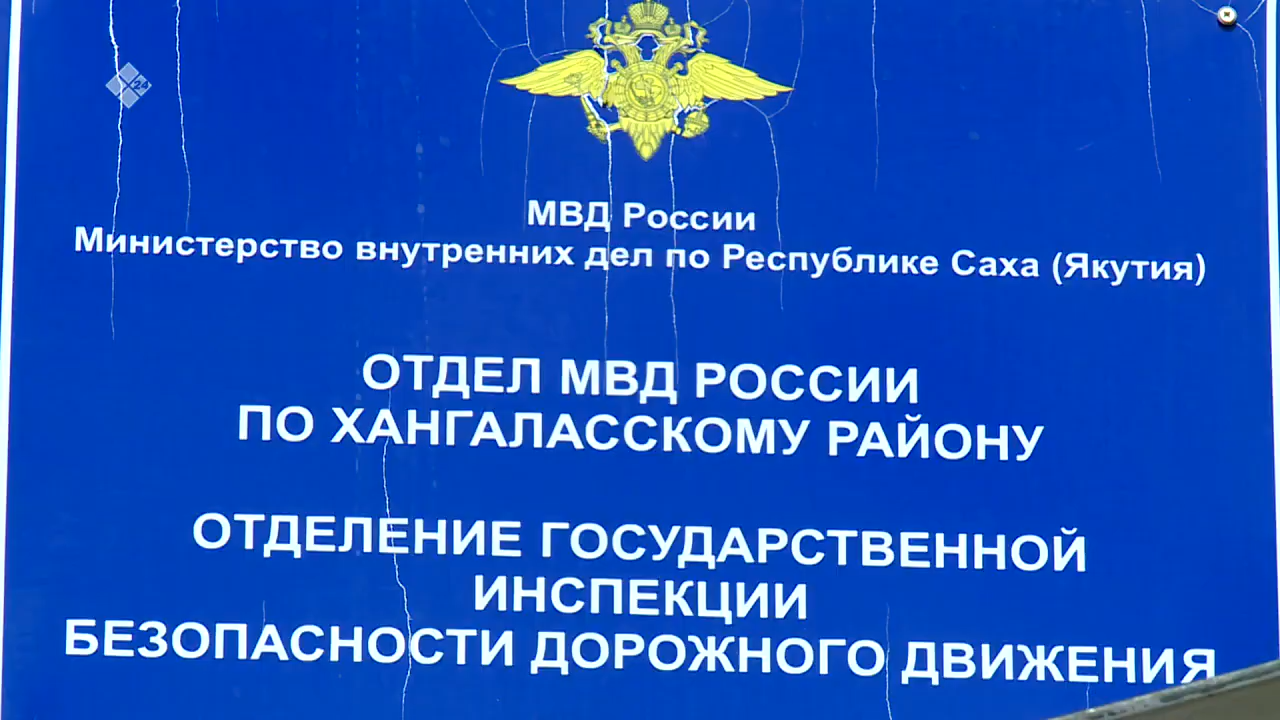 24
МВД России
Министерство внутренних дел по Республике Саха (Якутия)
ОТДЕЛ МВД РОССИИ
ПО ХАНГАЛАССКОМУ РАЙОНУ
ОТДЕЛЕНИЕ ГОСУДАРСТВЕННОЙ
ИНСПЕКЦИИ
БЕЗОПАСНОСТИ ДОРОЖНОГО ДВИЖЕНИЯ